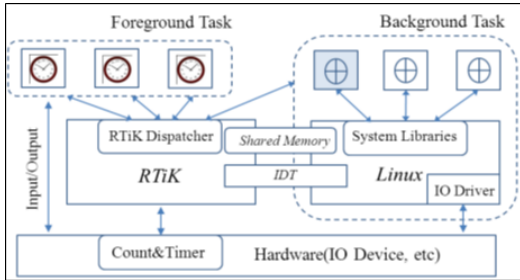 Foreground Task
Background Task
RTiK Dispatcher
Shared Memory
System Libraries
RTiK
IDT
Linux
IO Driver
Input/Output
Count&Timer
Hardware(IO Device, etc)